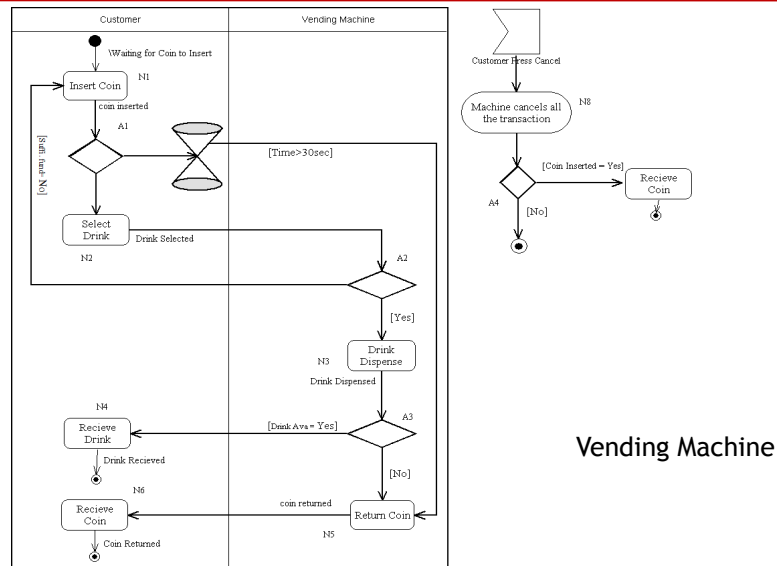 Customer
Vending Machine
\Waiting for Coin to Insert
Insert Coin
N1
coin inserted
A1
[Suffi. fund=No]
[Time>30sec]
Select
Drink
Drink Selected
N2
A2
[Yes]
Drink
Dispense
N3
Drink Dispensed
A3
N4
Recieve
Drink
[Drink Ava = Yes]
Drink Recieved
[No]
N6
Recieve
Coin
coin returned
Return Coin
N5
Coin Returned
Customer Press Cancel
Machine cancels all
the transaction
N8
[Coin Inserted = Yes]
Recieve
Coin
A4
[No]
Vending Machine